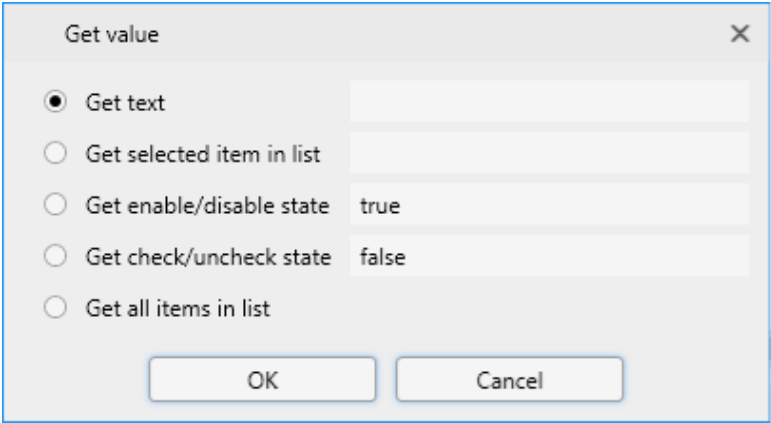 Get value
Get text
Get selected item in list
Get enable/disable state true
Get check/uncheck state false
Get all items in list
OK Cancel